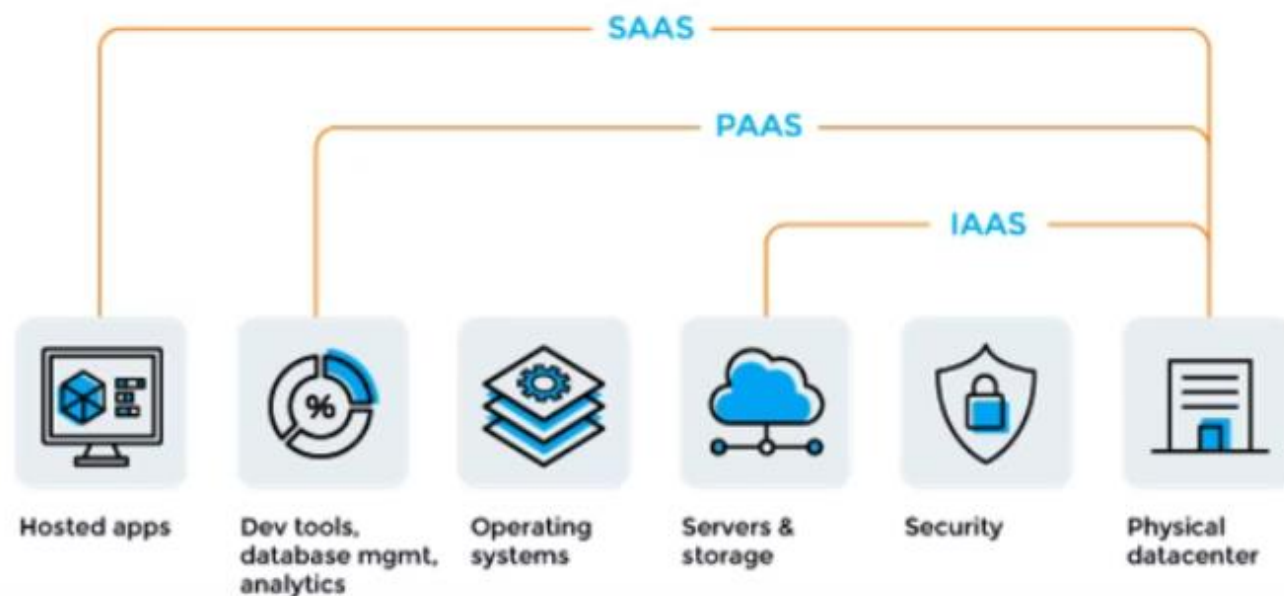 SAAS
PAAS
IAAS
%
Hosted apps
Dev tools,
database mgmt,
analytics
Operating
systems
Servers &
storage
Security
Physical
datacenter